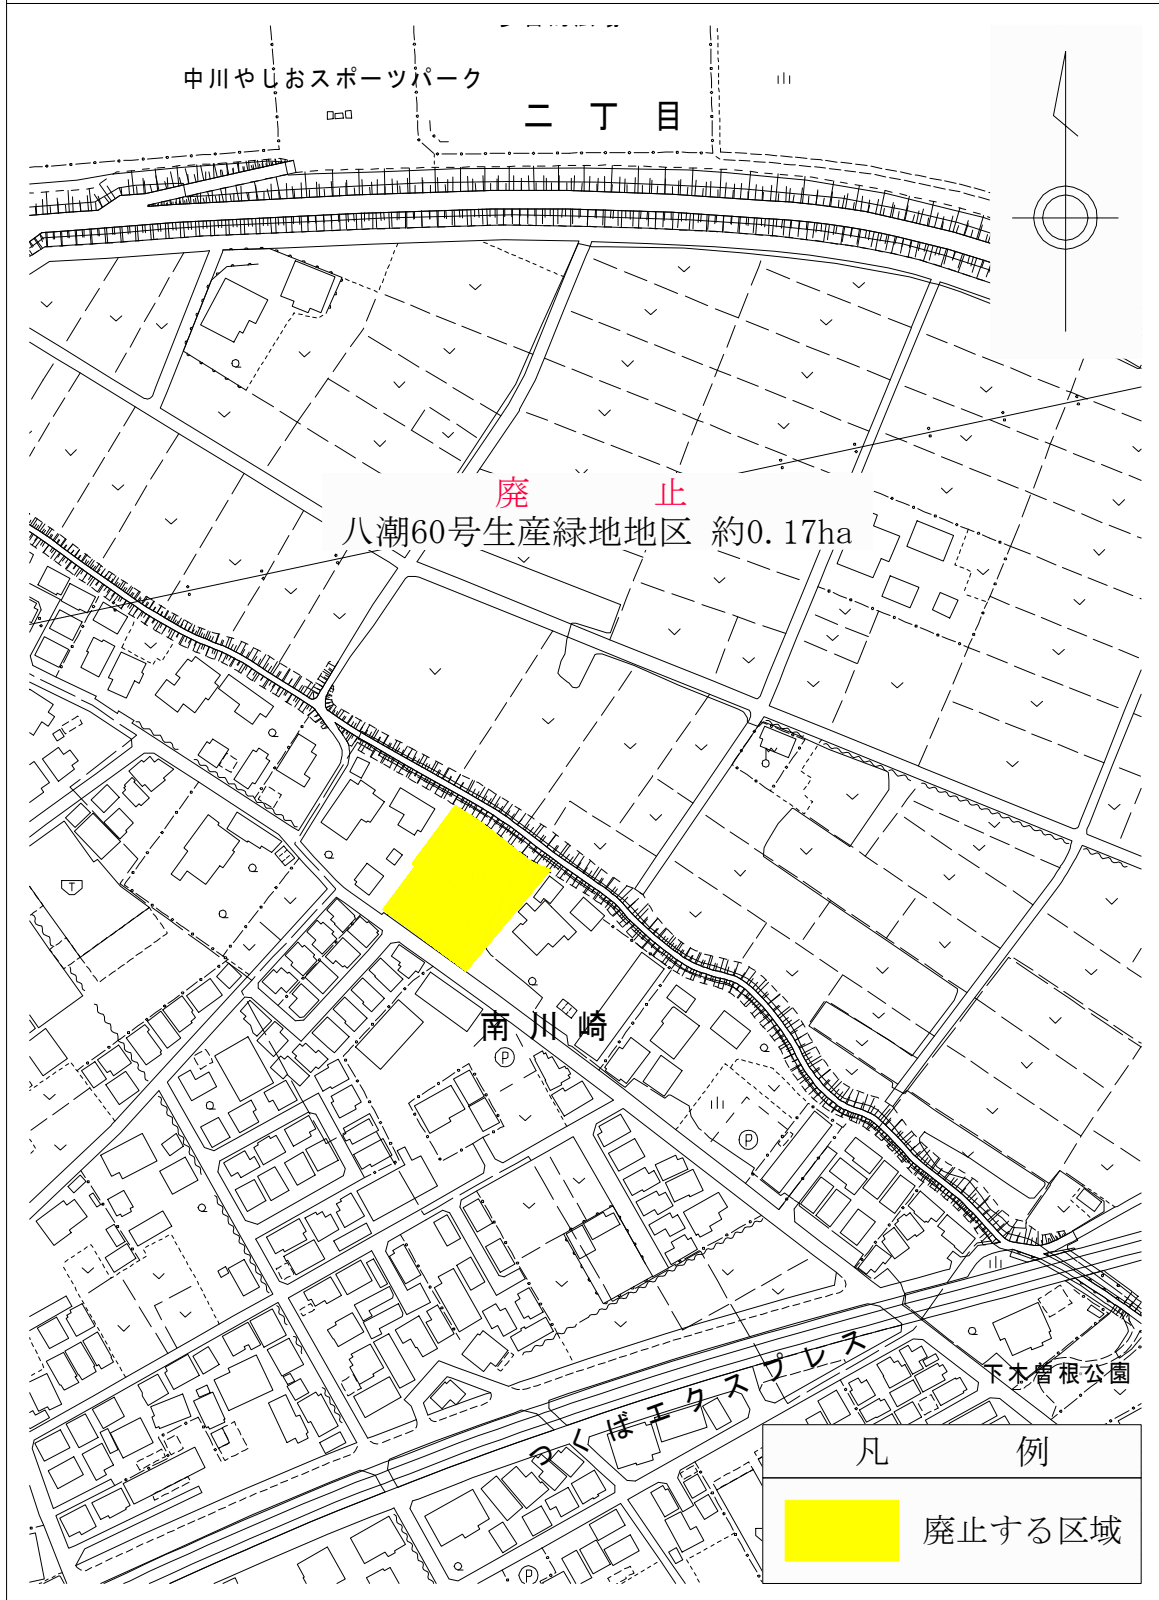 中川やしおスポーツパーク
二丁目
廃止
八潮60号生産緑地地区 約0.17ha
T
南川崎
P
P
つくばエクスプレス
下木曽根公園
凡例
廃止する区域
P